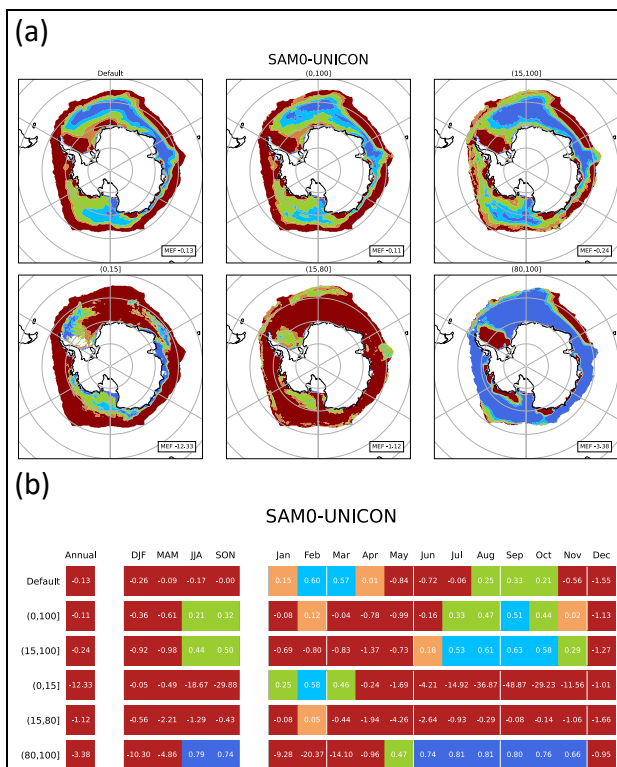 (a)
SAM0-UNICON
Default (0,100] (15,100]
MEF -0.13 MEF -0.11 MEF -0.24
(0,15] (15,80] (80,100]
MEF -12.33 MEF -1.12 MEF -3.38
(b)
SAM0-UNICON
Annual DJF MAM JJA SON Jan Feb Mar Apr May Jun Jul Aug Sep Oct Nov Dec
Default -0.13 -0.26 -0.09 -0.17 -0.00 0.15 0.60 0.57 0.01 -0.84 -0.72 -0.06 0.25 0.33 0.21 -0.56 -1.55
(0,100] -0.11 -0.36 -0.61 0.21 0.32 -0.08 0.12 -0.04 -0.78 -0.99 -0.16 0.33 0.47 0.51 0.44 0.02 -1.13
(15,100] -0.24 -0.92 -0.98 0.44 0.50 -0.69 -0.80 -0.83 -1.37 -0.73 0.18 0.53 0.61 0.63 0.58 0.29 -1.27
(0,15] -12.33 -0.05 -0.49 -18.67 -29.88 0.25 0.58 0.46 -0.24 -1.69 -4.21 -14.92 -36.87 -48.87 -29.23 -11.56 -1.01
(15,80] -1.12 -0.56 -2.21 -1.29 -0.43 -0.08 0.05 -0.44 -1.94 -4.26 -2.64 -0.93 -0.29 -0.08 -0.14 -1.06 -1.66
(80,100] -3.38 -10.30 -4.86 0.79 0.74 -9.28 -20.37 -14.10 -0.96 0.47 0.74 0.81 0.81 0.80 0.76 0.66 -0.95